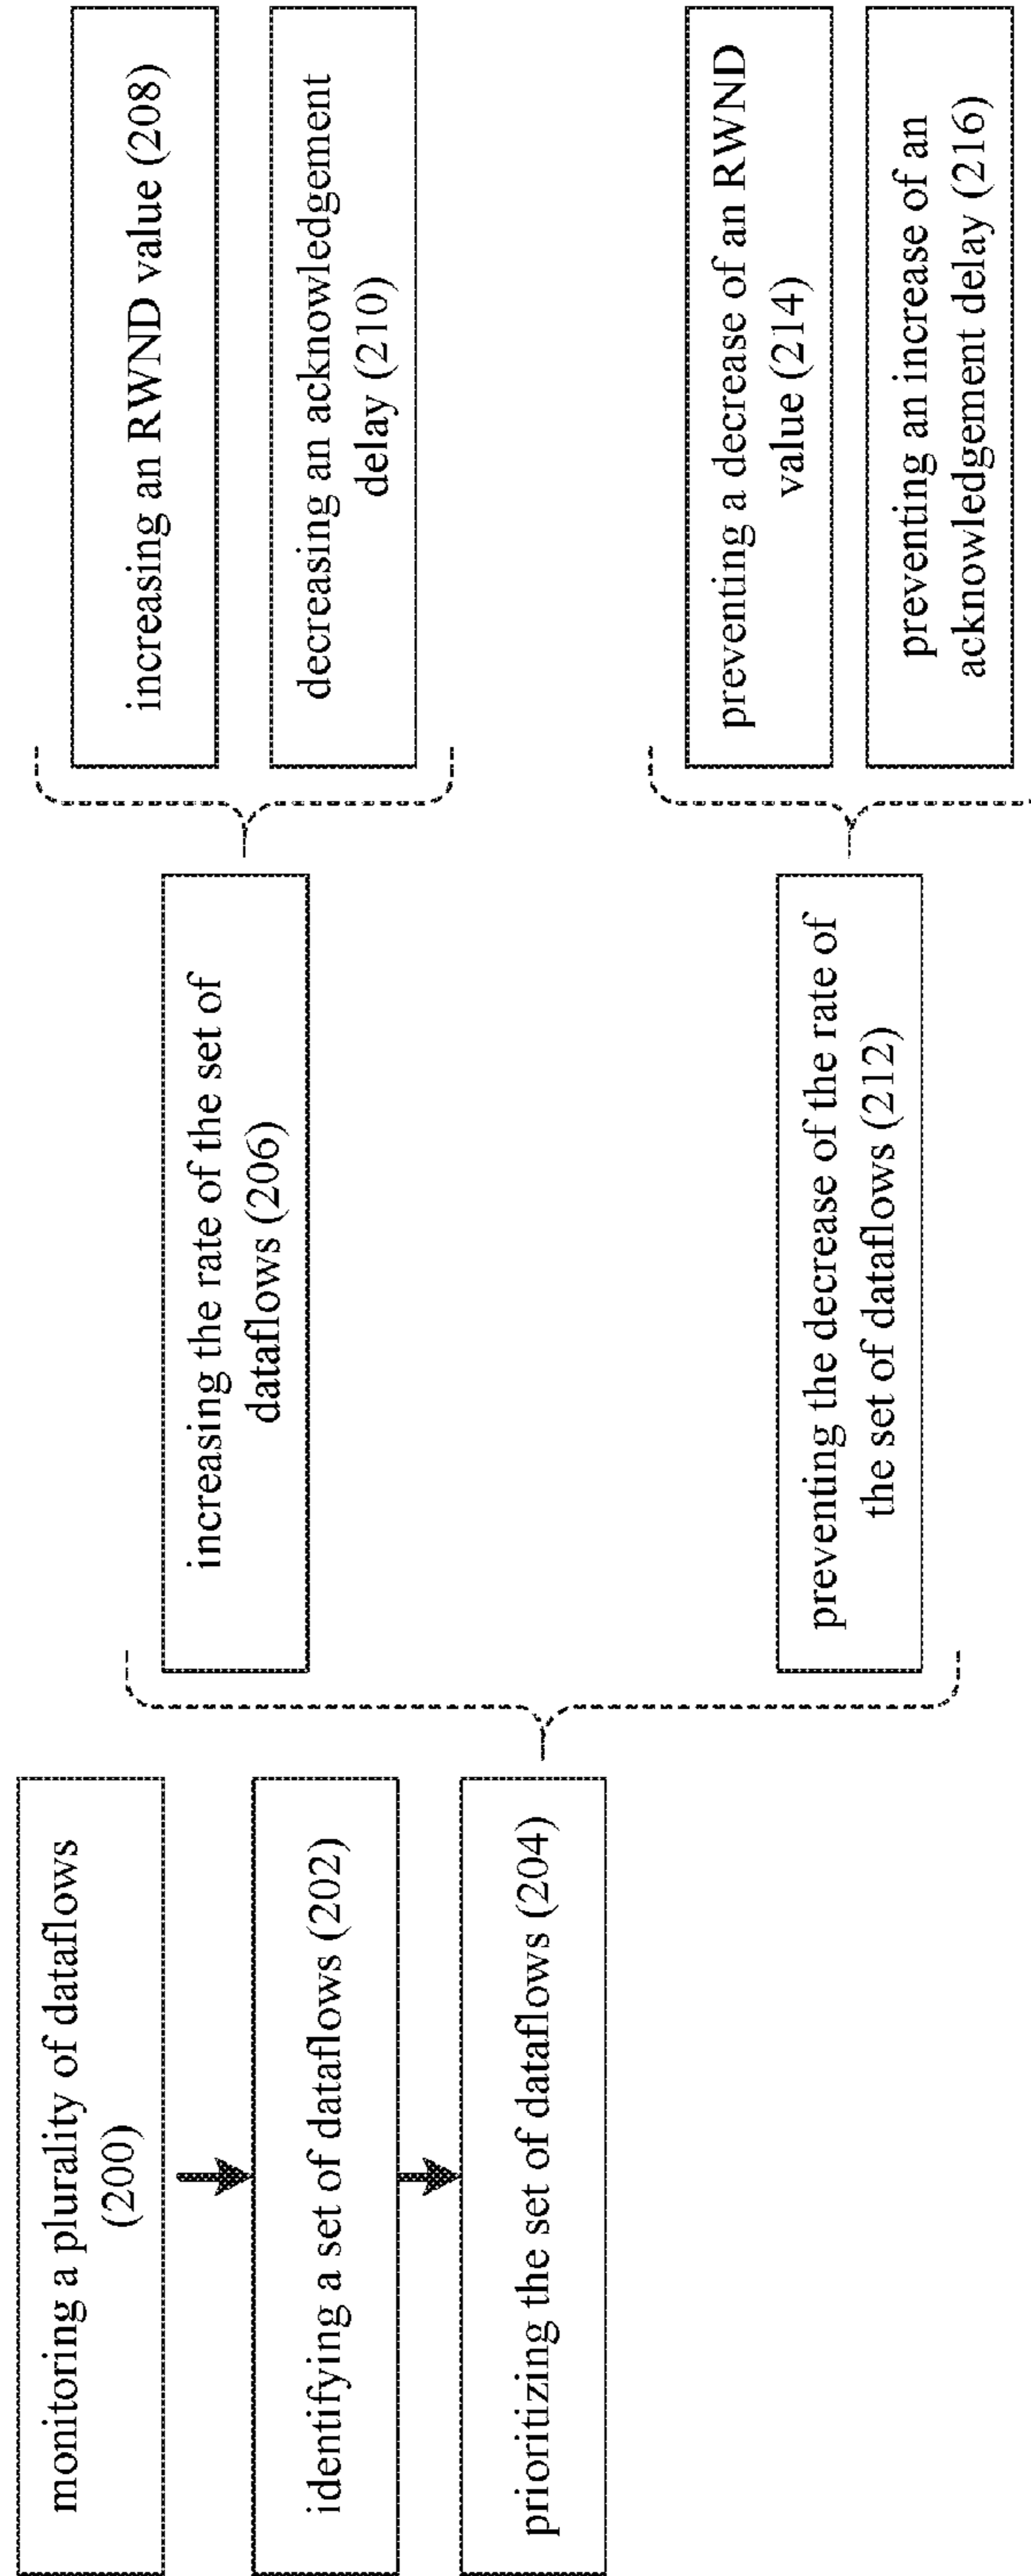 monitoring a plurality of dataflows
(200)
identifying a set of dataflows (202)
prioritizing the set of dataflows (204)
increasing the rate of the set of
dataflows (206)
increasing an RWND value (208)
decreasing an acknowledgement
delay (210)
preventing the decrease of the rate of
the set of dataflows (212)
preventing a decrease of an RWND
value (214)
preventing an increase of an
acknowledgement delay (216)